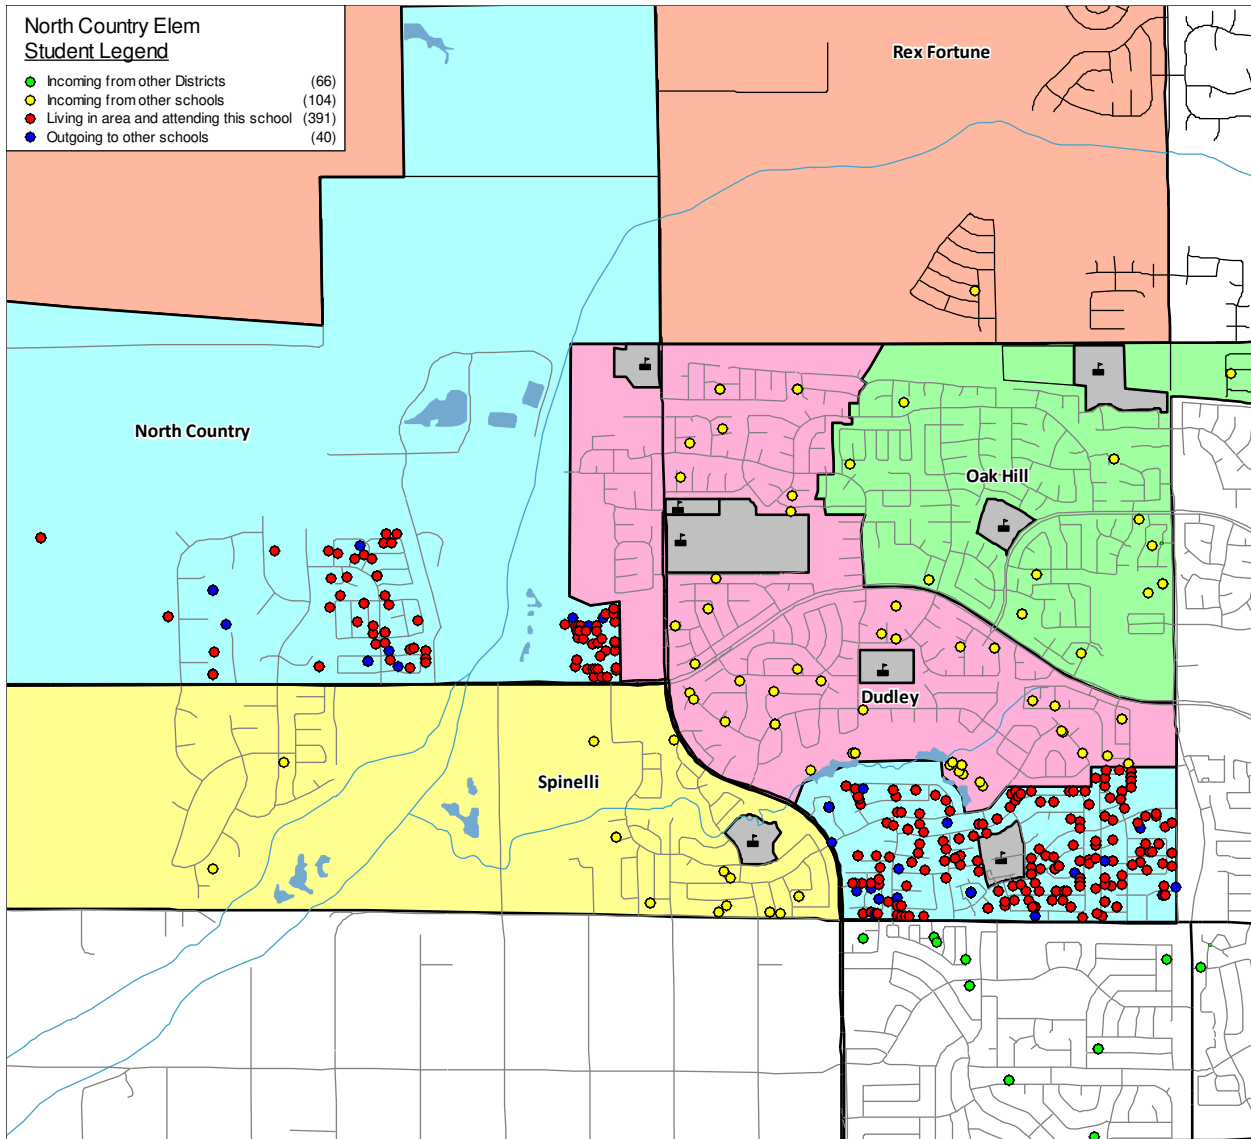 North Country Elem
Student Legend
Incoming from other Districts (66)
Incoming from other schools (104)
Living in area and attending this school (391)
Outgoing to other schools (40)
Rex Fortune
North Country
Oak Hill
Dudley
Spinelli